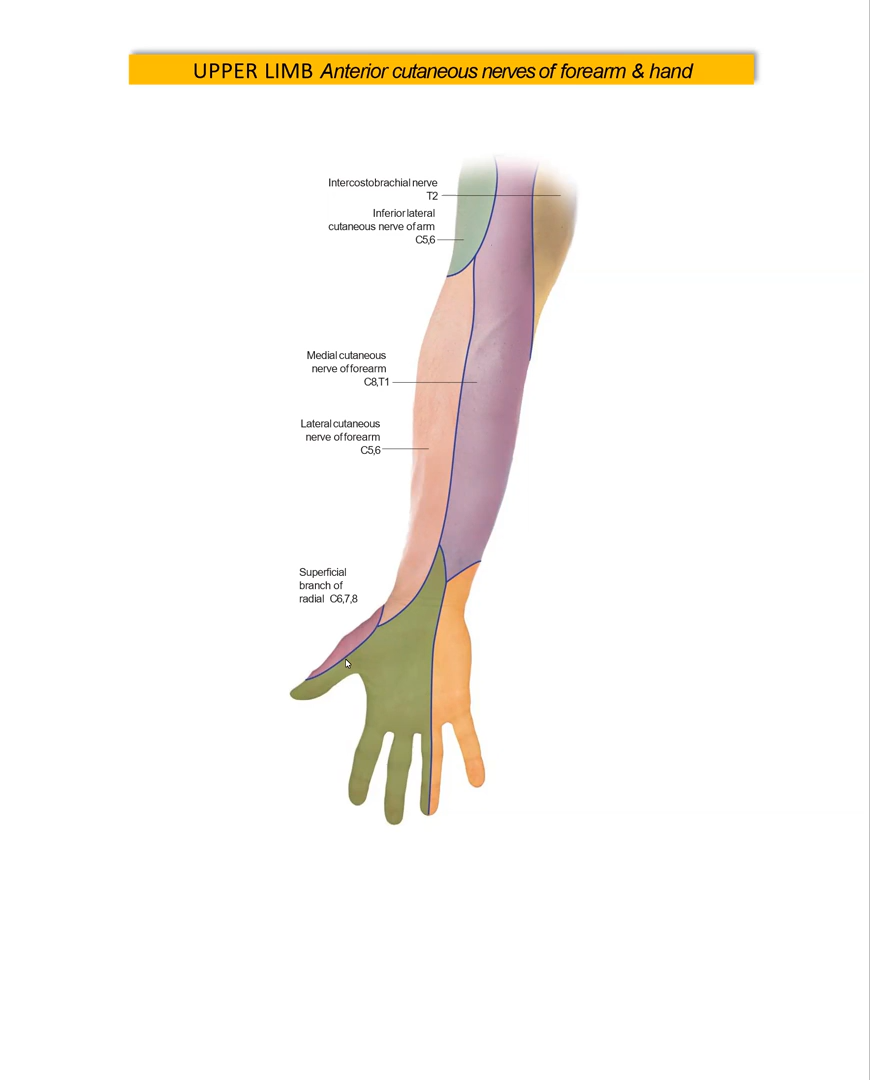 UPPER LIMB Anterior cutaneous nerves of forearm & hand
Intercostobrachial nerve
T2
Inferior lateral
cutaneous nerve of arm
C5,6
Medial cutaneous
nerve of forearm
C8,T1
Lateral cutaneous
nerve of forearm
C5,6
Superficial
branch of
radial C6,7,8